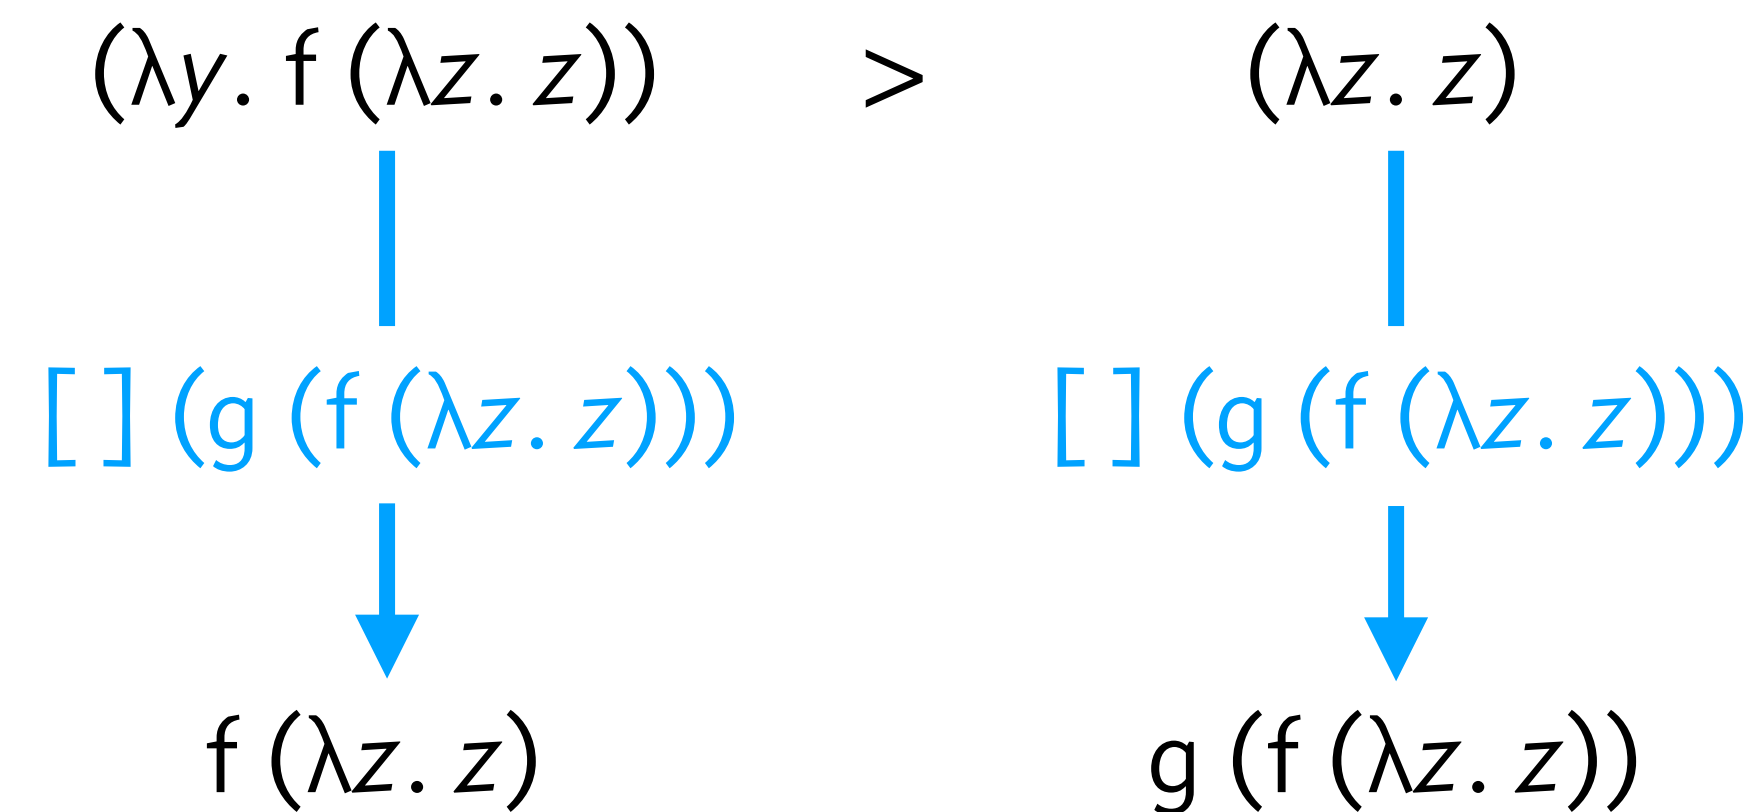 (λy. f (λz. z)) > (λz. z)
[ ] (g (f (λz. z))) [ ] (g (f (λz. z)))
f (λz. z) g (f (λz. z))